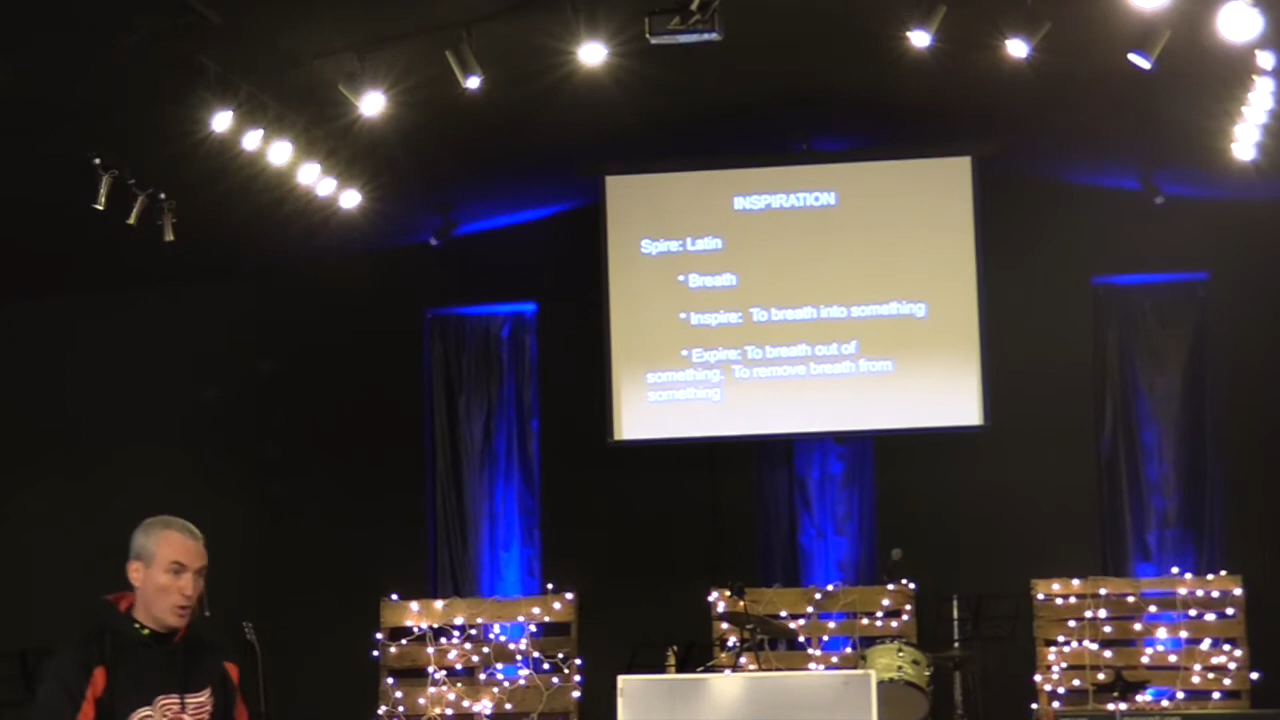 INSPIRATION
Spire: Latin
* Breath
* Inspire: To breath into something
* Expire: To breath out of
something. To remove breath from
something